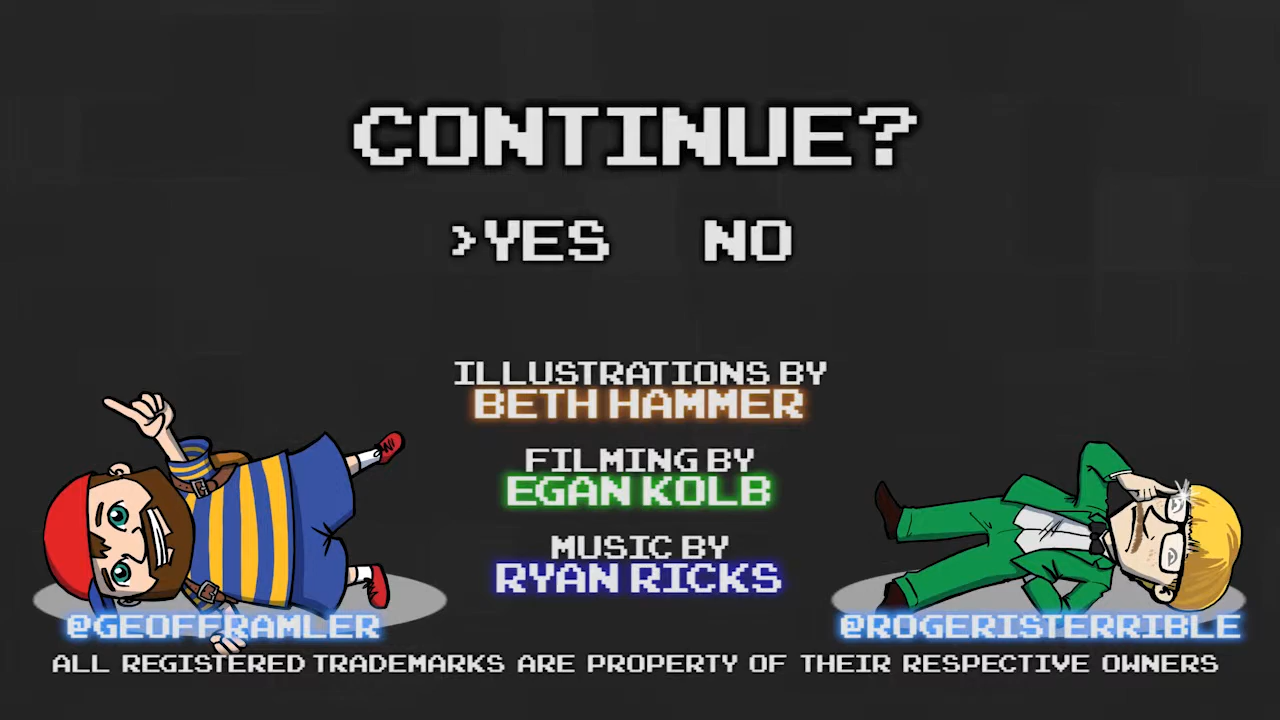 CONTINUE?
>YES NO
ILLUSTRATIONS BY
BETH HAMMER
FILMING BY
EGAN KOLB
MUSIC BY
RYAN RICKS
@GEOFFRAMLER
@ROGERISTERRIBLE
ALL REGISTERED TRADEMARKS ARE PROPERTY OF THEIR RESPECTIVE OWNERS